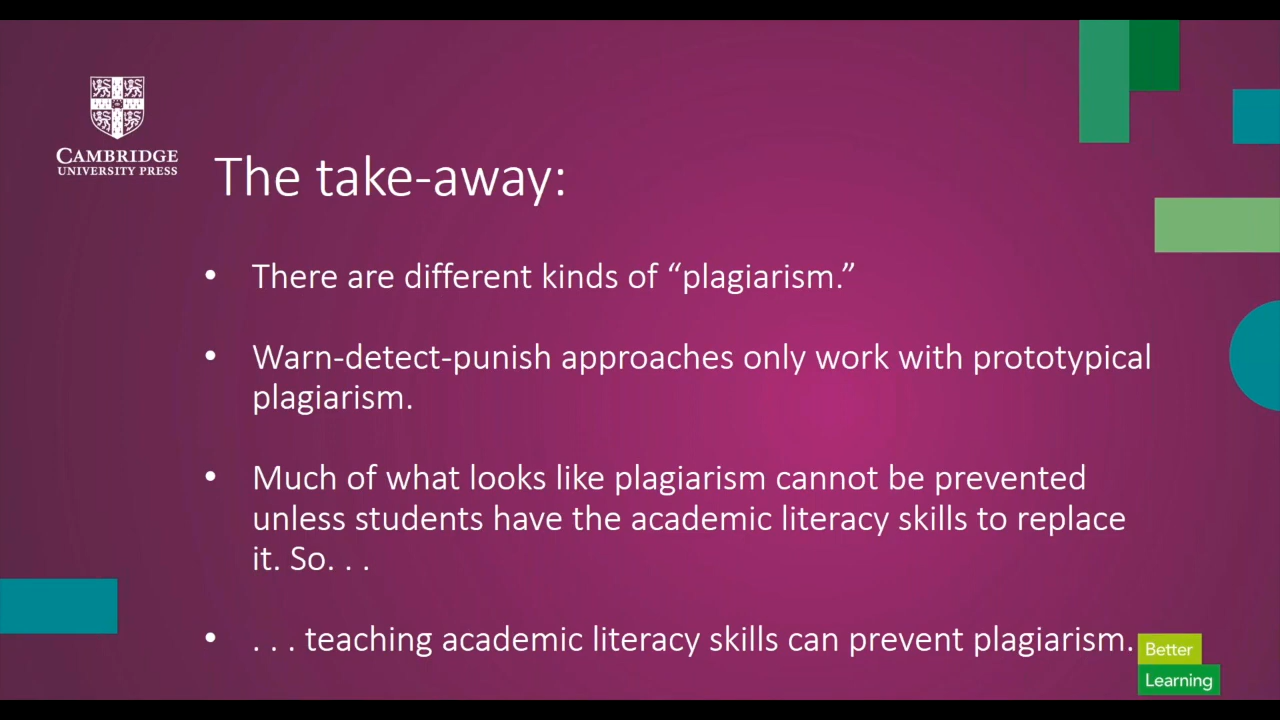 CAMBRIDGE
UNIVERSITY PRESS
The take-away:
• There are different kinds of “plagiarism.”
• Warn-detect-punish approaches only work with prototypical
plagiarism.
• Much of what looks like plagiarism cannot be prevented
unless students have the academic literacy skills to replace
it. So. . .
• . . . teaching academic literacy skills can prevent plagiarism.
Better
Learning